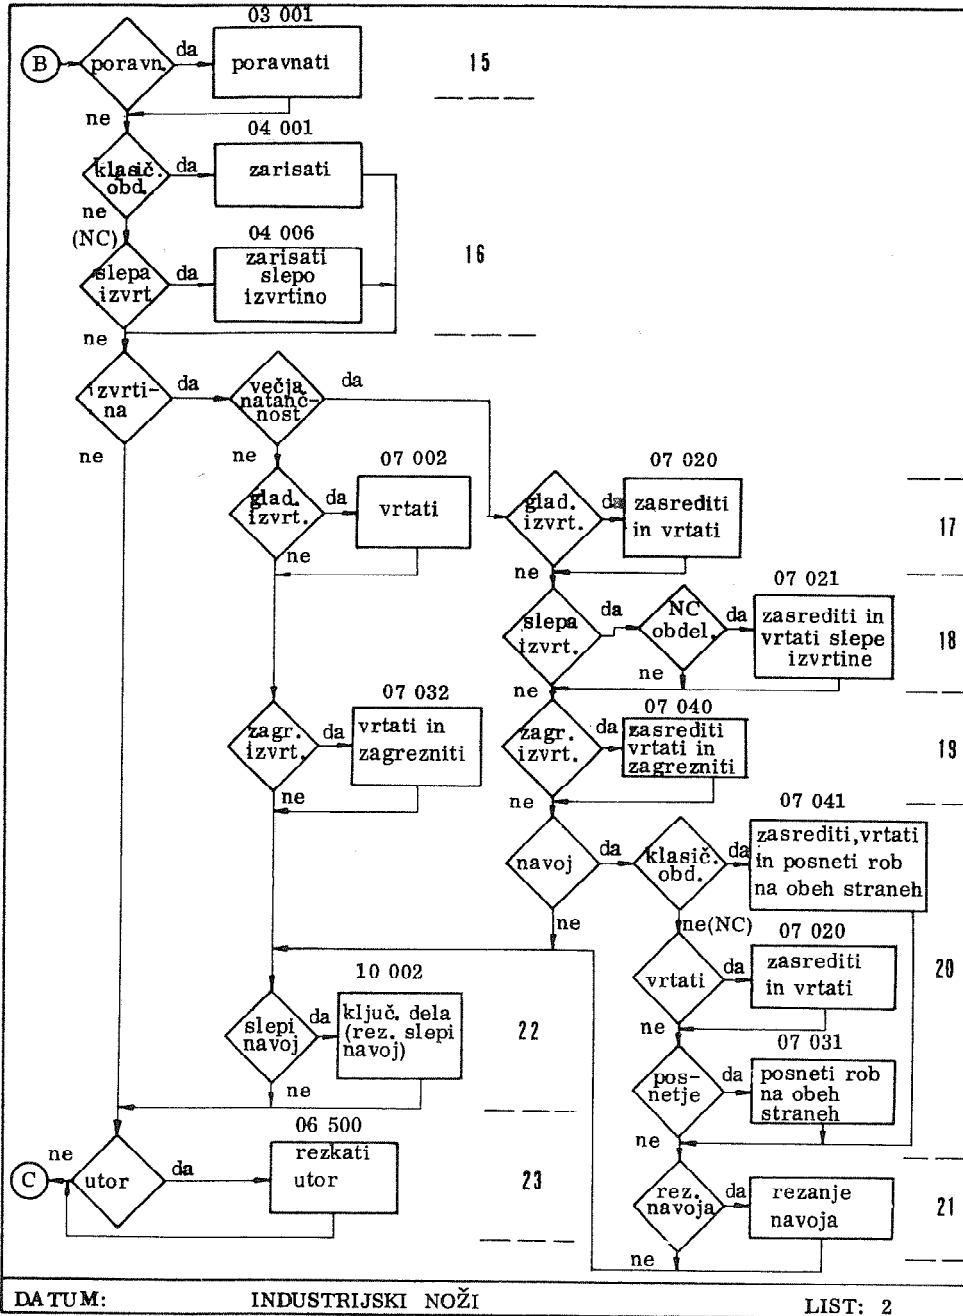 03 001
B
poravn.
da
poravnati
15
ne
04 001
klasič.
obd.
da
zarisati
ne
(NC)
04 006
16
slepa
izvrt.
da
zarisati
slepo
izvrtino
ne
izvrti-
na
da
večja
natanč-
nost
da
ne
ne
07 002
glad.
izvrt.
da
vrtati
ne
07 020
glad.
izvrt.
da
zasrediti
in vrtati
17
ne
07 021
slepa
izvrt.
da
NC
obdel.
da
zasrediti in
vrtati slepe
izvrtine
18
ne
ne
07 032
zagr.
izvrt.
da
vrtati in
zagrezniti
ne
07 040
zagr.
izvrt.
da
zasrediti
vrtati in
zagrezniti
19
ne
07 041
navoj
da
klasič.
obd.
da
zasrediti, vrtati
in posneti rob
na obeh straneh
ne
ne(NC)
07 020
vrtati
da
zasrediti
in vrtati
20
ne
10 002
slepi
navoj
da
ključ. dela
(rez. slepi
navoj)
22
ne
07 031
pos-
netje
da
posneti rob
na obeh
straneh
ne
06 500
ne
C
utor
da
rezkati
utor
23
rez.
navoja
da
rezanje
navoja
21
ne
DATUM:
INDUSTRIJSKI NOŽI
LIST: 2